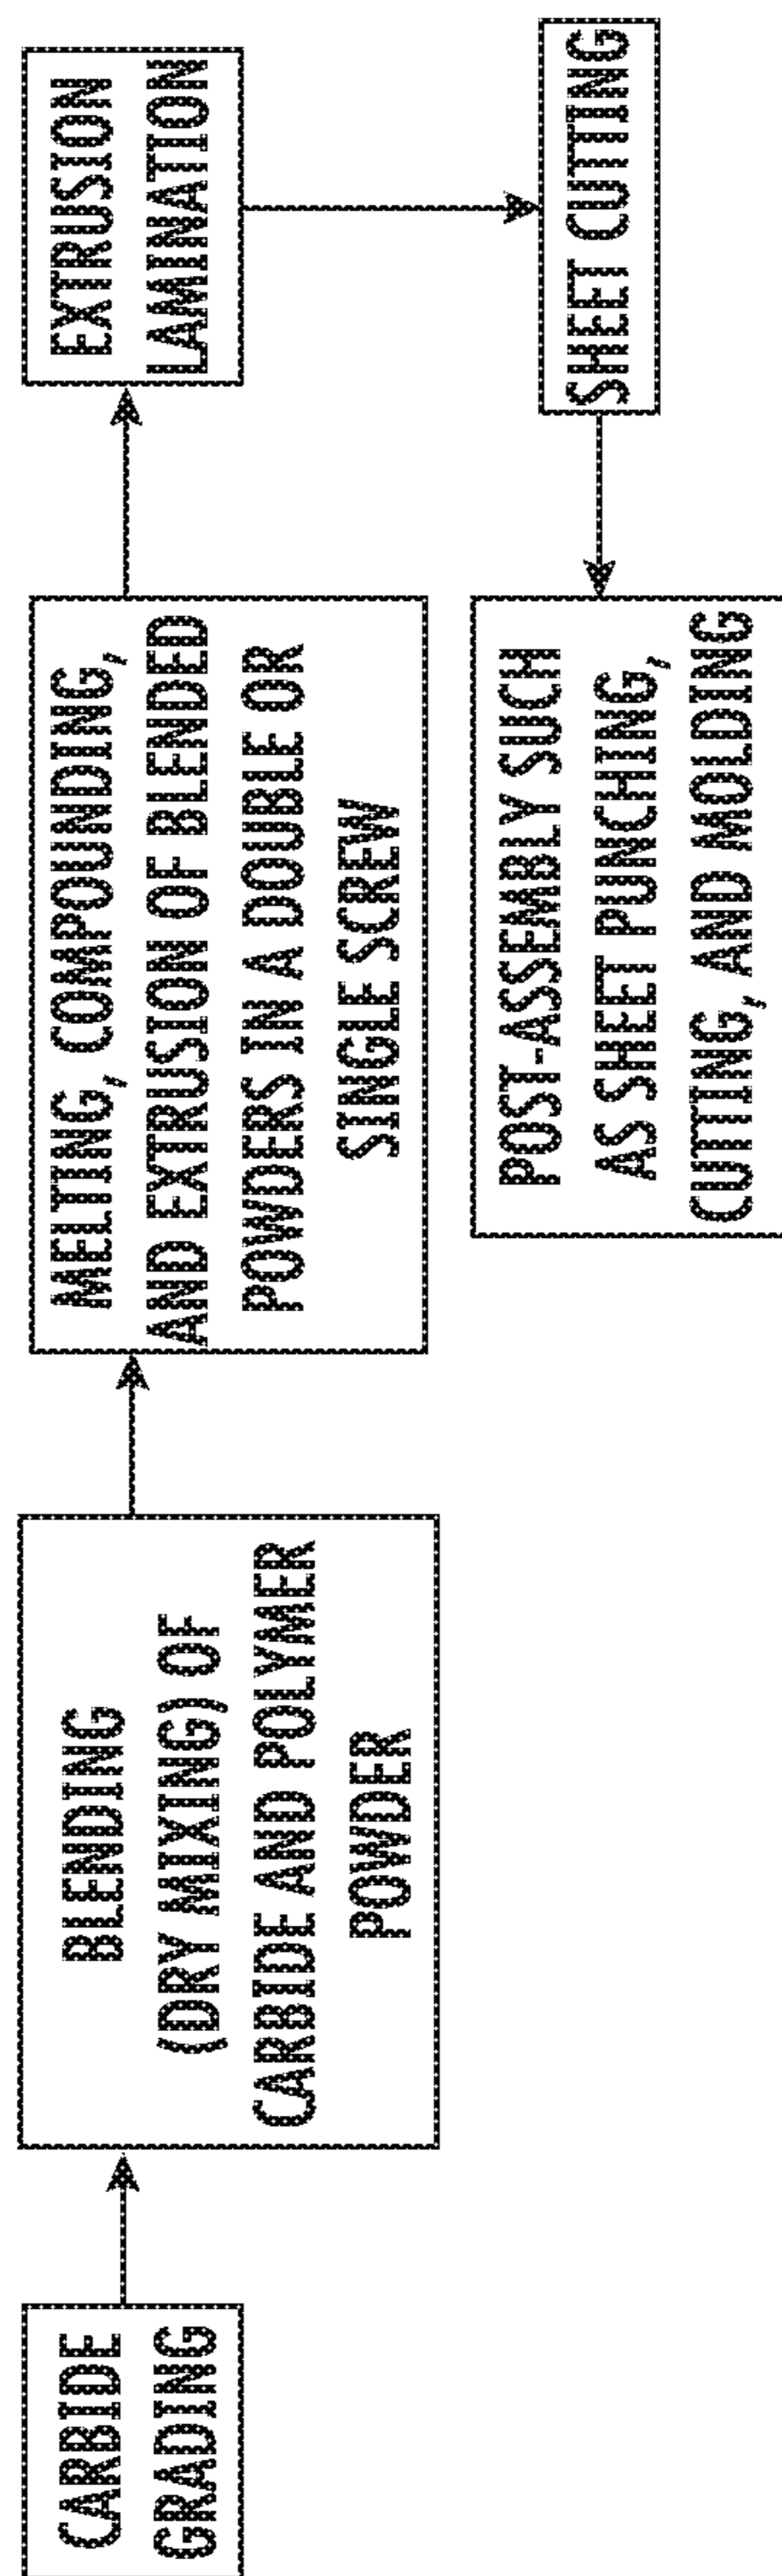 CARBIDE
GRADING
BLENDING
(DRY MIXING) OF
CARBIDE AND POLYMER
POWDER
MELTING, COMPOUNDING,
AND EXTRUSION OF BLENDED
POWDERS IN A DOUBLE OR
SINGLE SCREW
EXTRUSION
LAMINATION
SHEET CUTTING
POST-ASSEMBLY SUCH
AS SHEET PUNCHING,
CUTTING, AND MOLDING